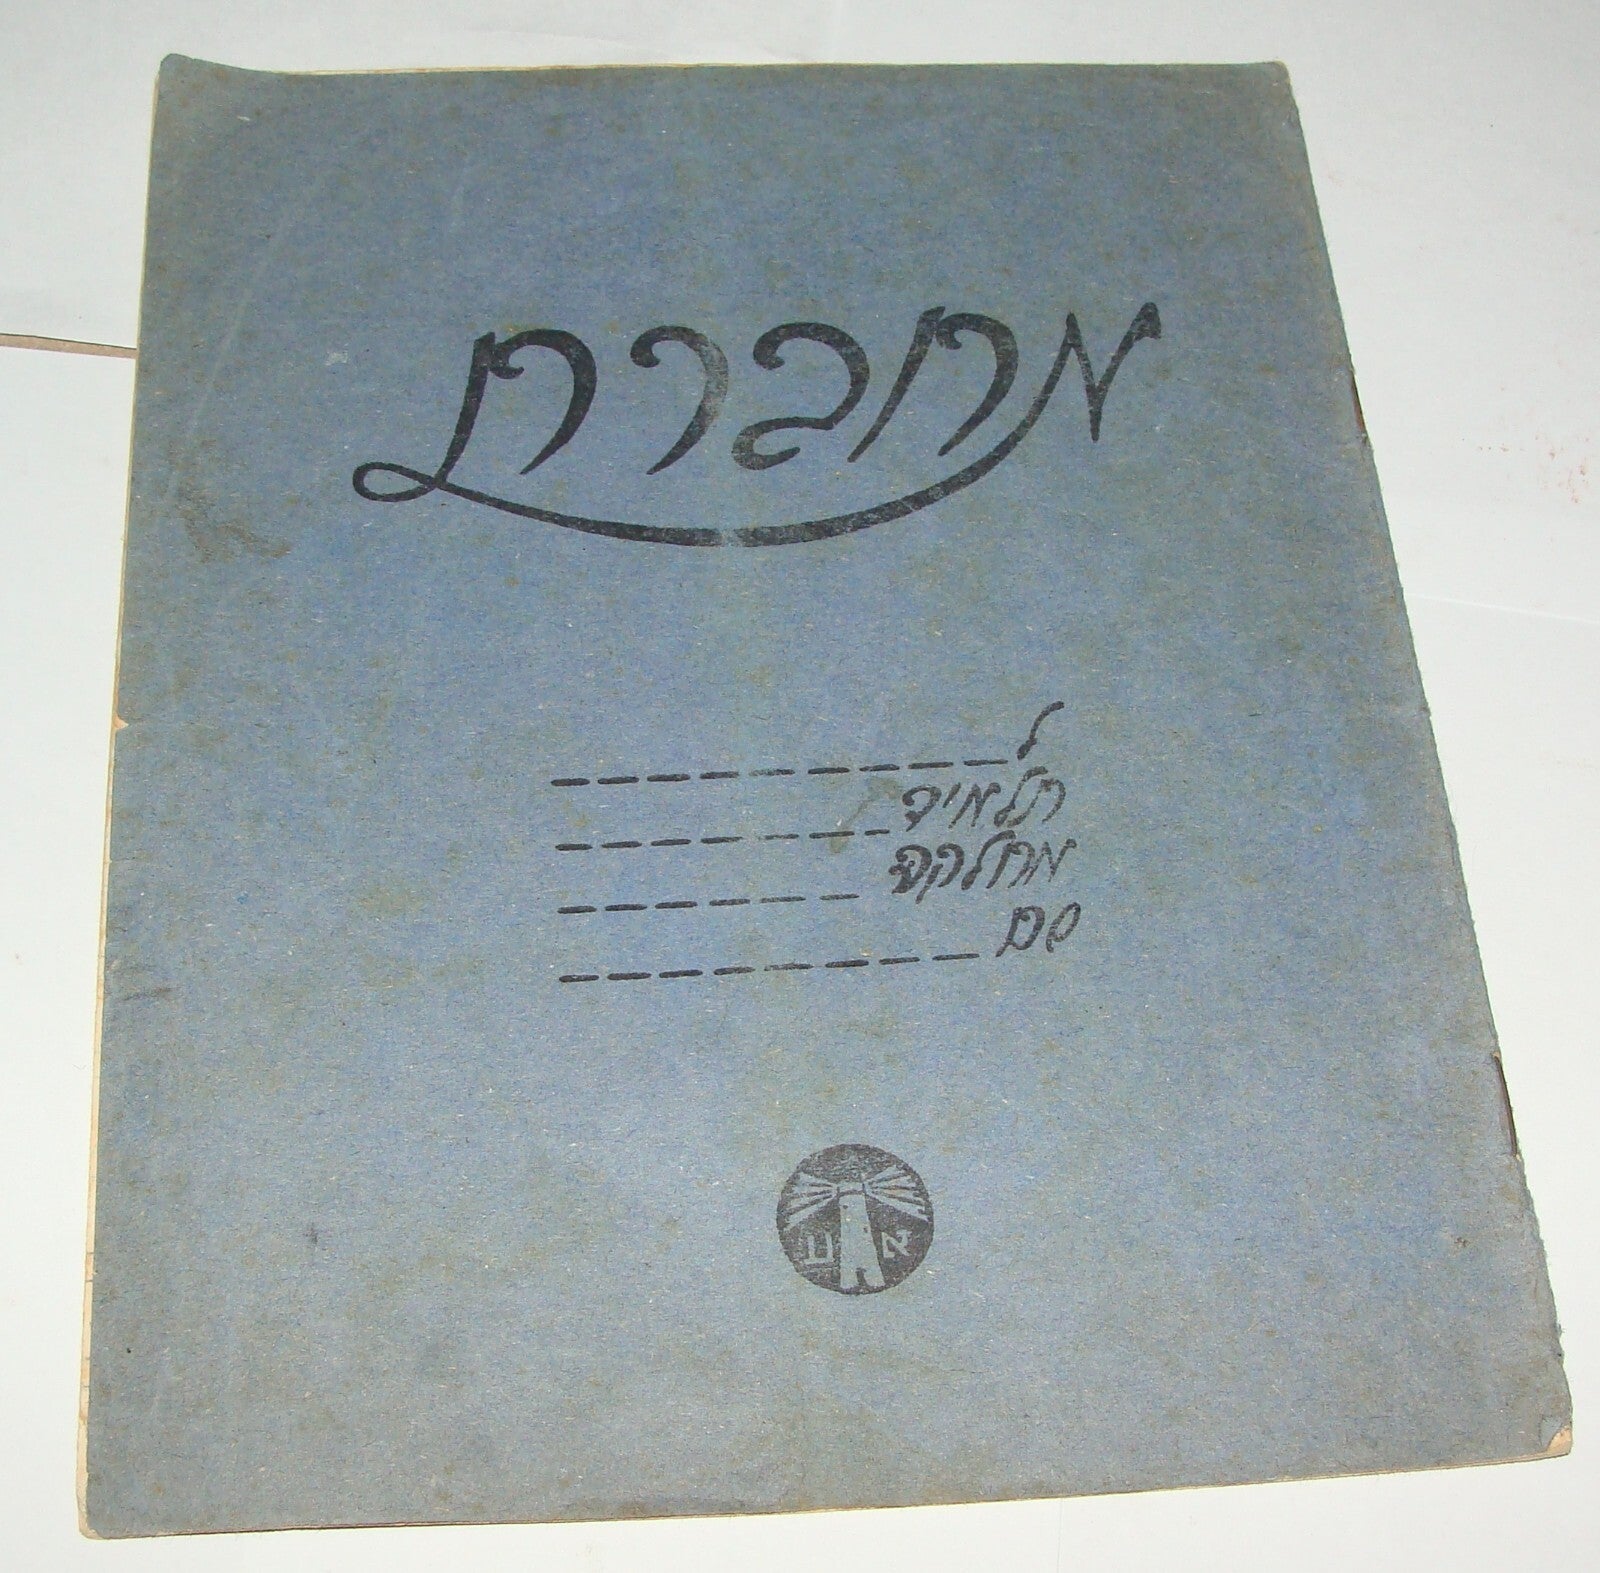 מחברת
ל
תלמיד
מחלקה
שם
א ע